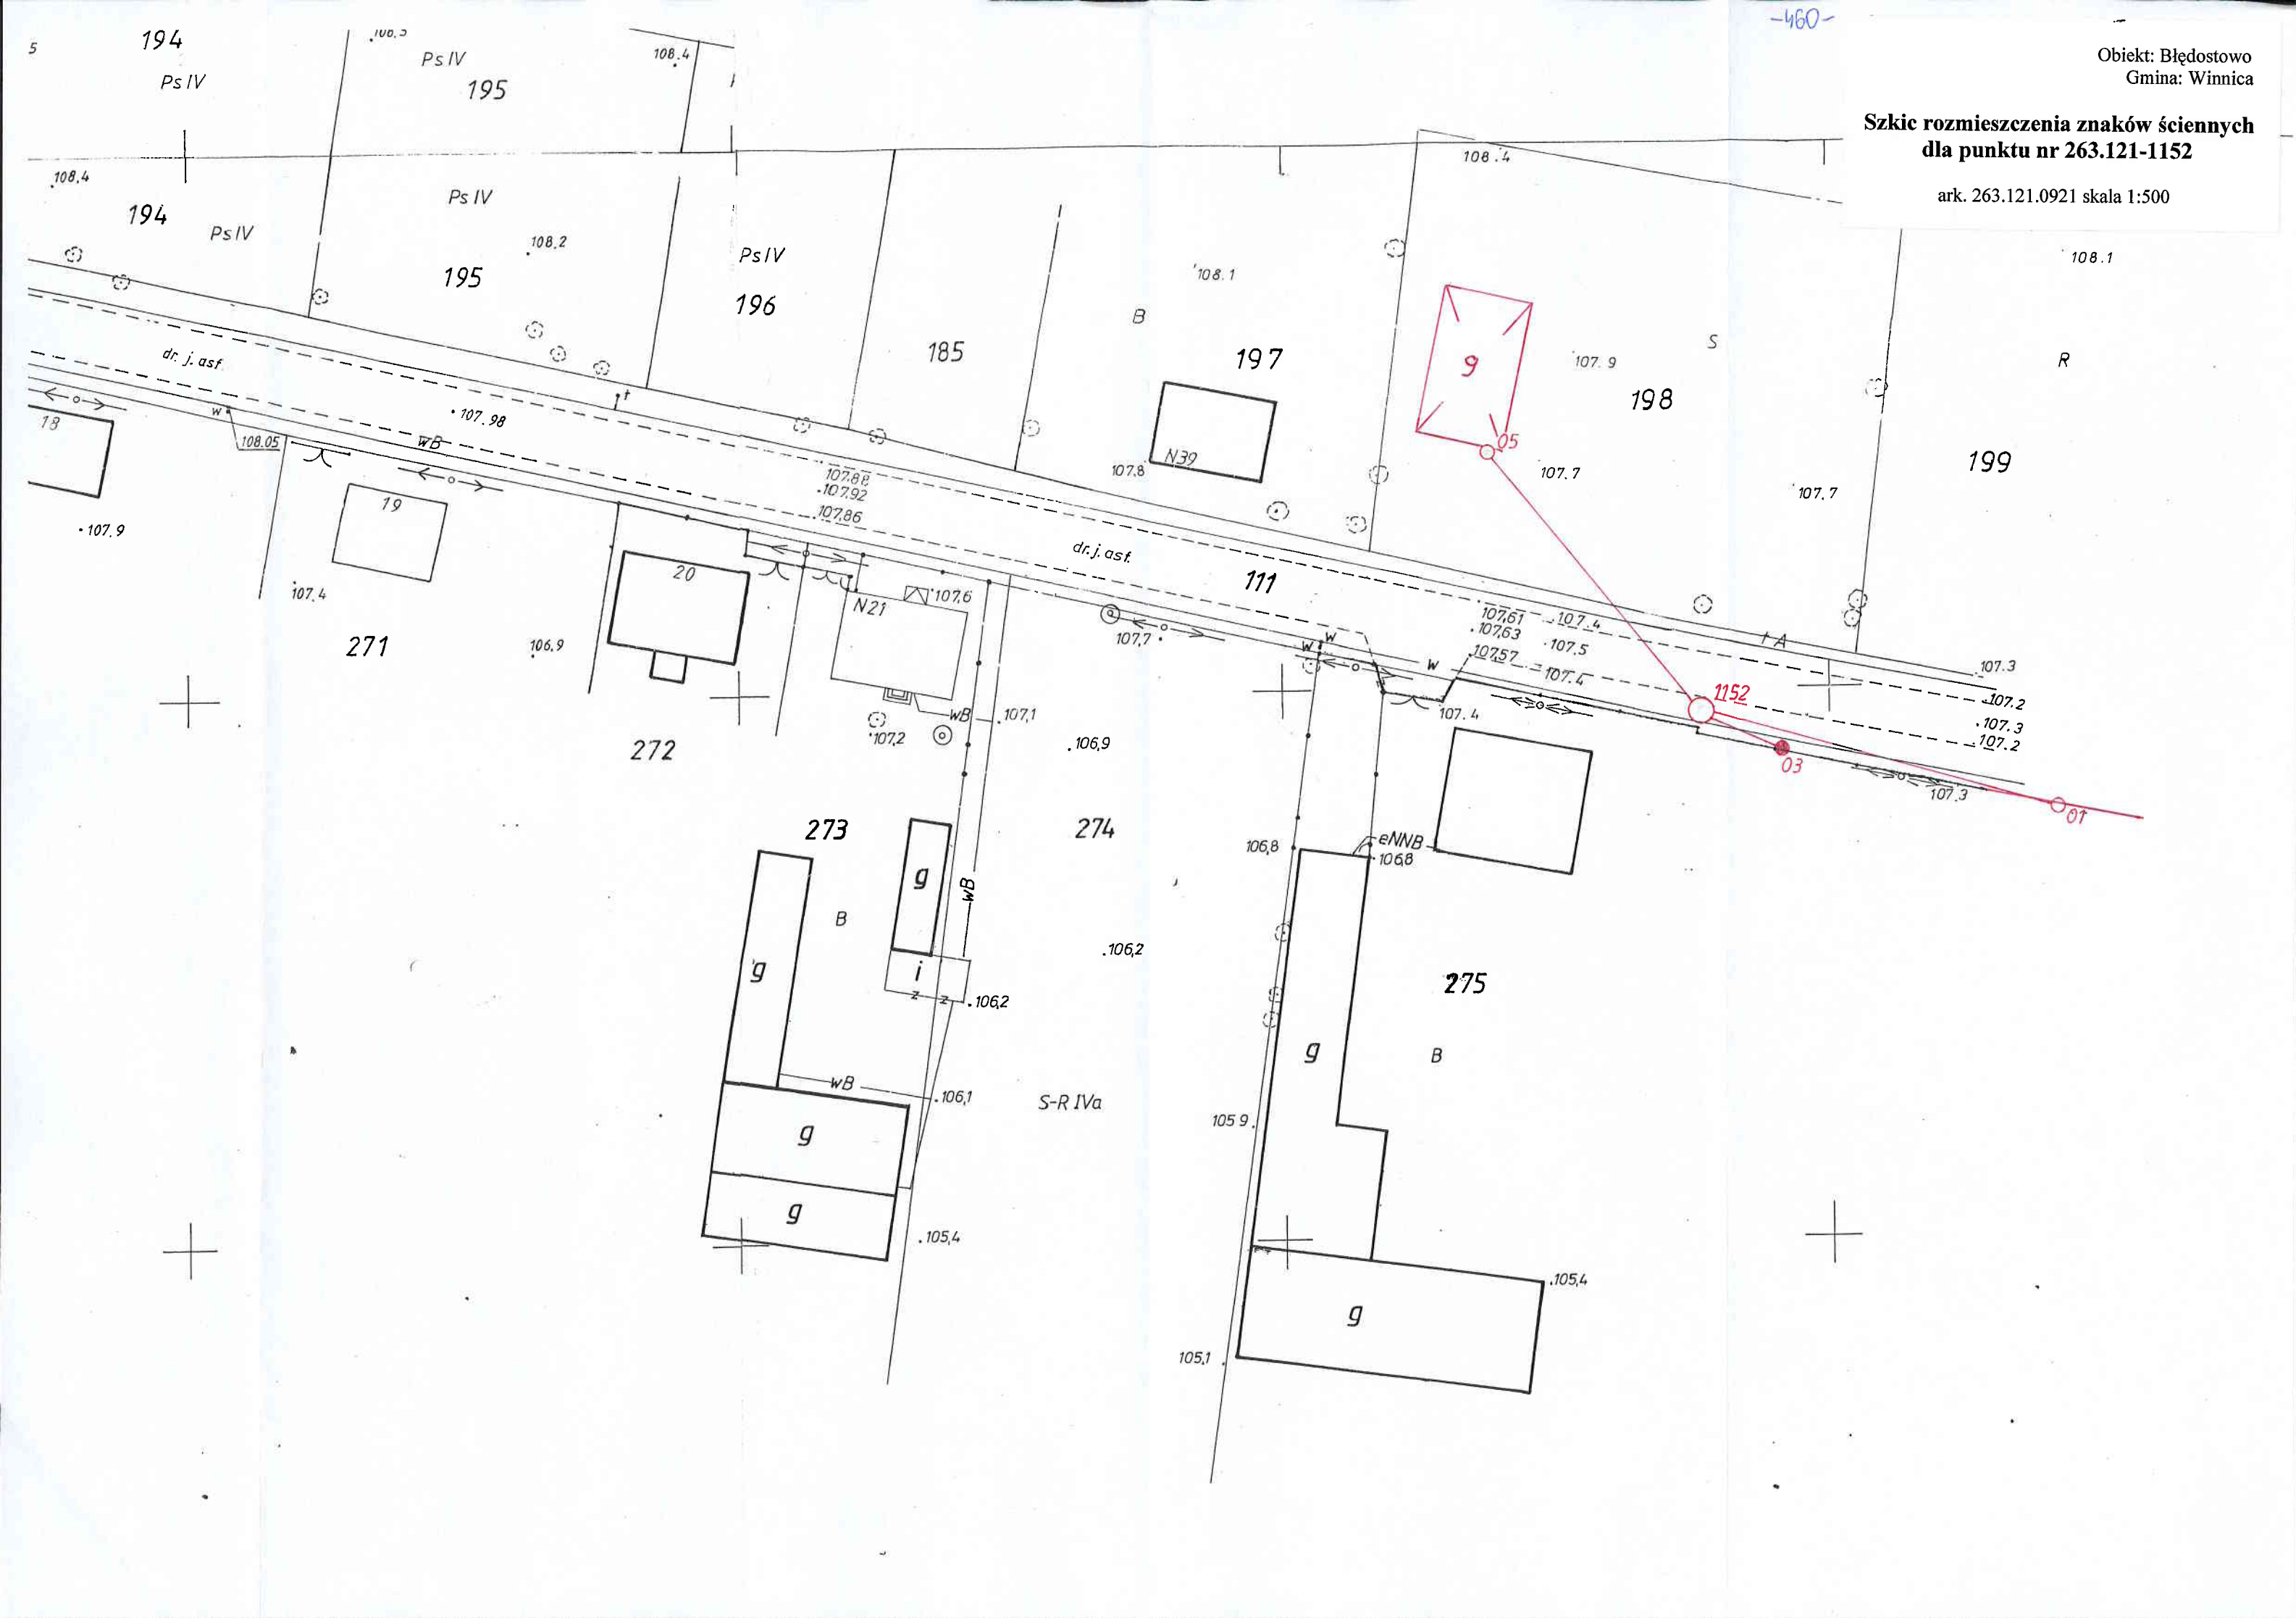 -460-
Obiekt: Błędostowo
Gmina: Winnica
Szkic rozmieszczenia znaków ściennych
dla punktu nr 263.121-1152
ark. 263.121.0921 skala 1:500
5
194
Ps IV
Ps IV
195
108.4
108.4
194
Ps IV
Ps IV
108.2
195
Ps IV
196
185
108.1
B
197
N39
107.8
108.4
g
05
107.9
S
198
107.7
107.7
108.1
R
199
dr. j. asf.
107.98
w
108.05
wB
t
18
107.9
19
107.4
271
106.9
20
272
107.88
107.92
107.86
dr. j. asf.
111
N21
107.6
107.7
wB
107.1
107.2
106.9
w
w
w
107.61
107.63
107.57
107.4
107.5
107.4
107.4
t A
1152
03
01
107.3
107.2
107.3
107.2
107.3
273
274
g
g
B
wB
i
z z
106,2
106,2
wB
106,1
S-R IVa
g
g
105,4
106,8
eNNB
106,8
275
g
B
105 9
g
105,4
105,1